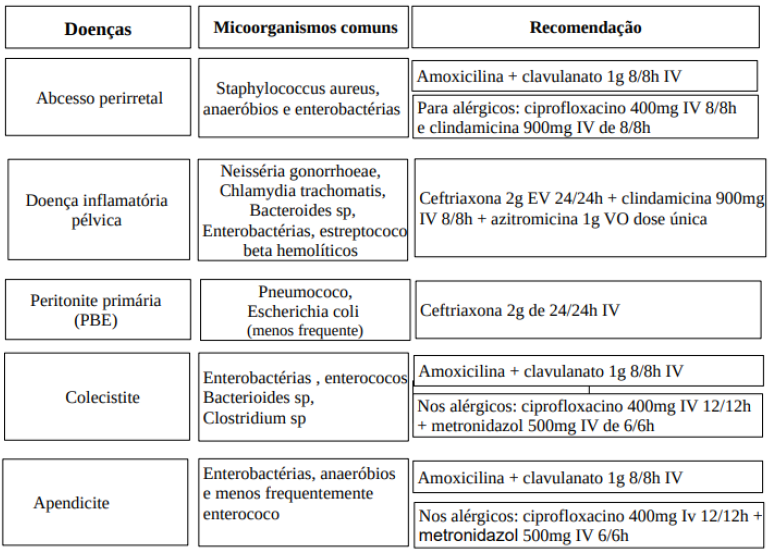 Doenças
Micoorganismos comuns
Recomendação
Abcesso perirretal
Staphylococcus aureus,
anaeróbios e enterobactérias
Amoxicilina + clavulanato 1g 8/8h IV
Para alérgicos: ciprofloxacino 400mg IV 8/8h
e clindamicina 900mg IV de 8/8h
Doença inflamatória
pélvica
Neisséria gonorrhoeae,
Chlamydia trachomatis,
Bacteroides sp,
Enterobactérias, estreptococo
beta hemolíticos
Ceftriaxona 2g EV 24/24h + clindamicina 900mg
IV 8/8h + azitromicina 1g VO dose única
Peritonite primária
(PBE)
Pneumococo,
Escherichia coli
(menos frequente)
Ceftriaxona 2g de 24/24h IV
Colecistite
Enterobactérias , enterococos
Bacterioides sp,
Clostridium sp
Amoxicilina + clavulanato 1g 8/8h IV
Nos alérgicos: ciprofloxacino 400mg IV 12/12h
+ metronidazol 500mg IV de 6/6h
Apendicite
Enterobactérias, anaeróbios
e menos frequentemente
enterococo
Amoxicilina + clavulanato 1g 8/8h IV
Nos alérgicos: ciprofloxacino 400mg Iv 12/12h +
metronidazol 500mg IV 6/6h